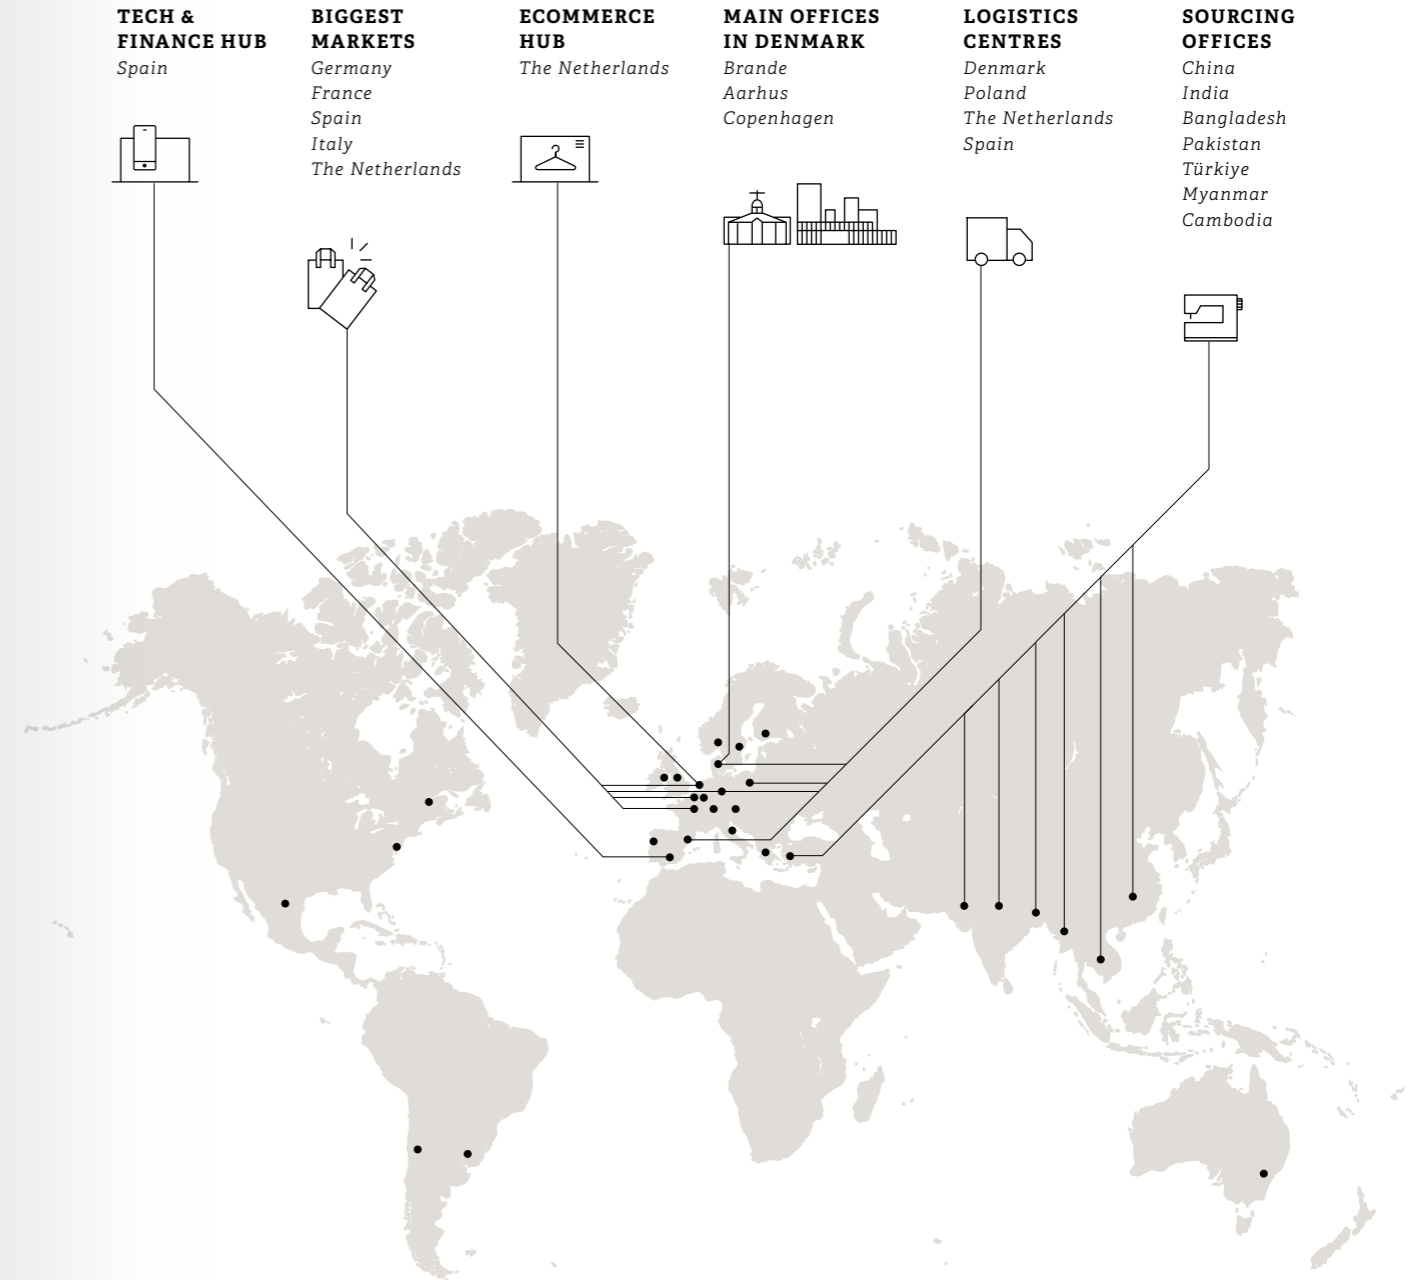 TECH &
FINANCE HUB
Spain
BIGGEST
MARKETS
Germany
France
Spain
Italy
The Netherlands
ECOMMERCE
HUB
The Netherlands
MAIN OFFICES
IN DENMARK
Brande
Aarhus
Copenhagen
LOGISTICS
CENTRES
Denmark
Poland
The Netherlands
Spain
SOURCING
OFFICES
China
India
Bangladesh
Pakistan
Türkiye
Myanmar
Cambodia